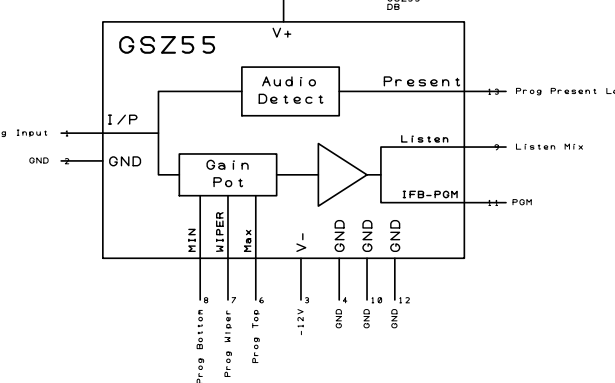 DB
V+
GSZ55
Audio Present
Detect
13 Prog Present
I/P
g Input 1
GND 2 GND
Listen
9 Listen Mix
Gain
Pot
IFB-PGM
11 PGM
MIN
WIPER
Max
V-
GND
GND
GND
8 7 6 3 4 10 12
Prog Bottom
Prog Wiper
Prog Top
-12V
GND
GND
GND